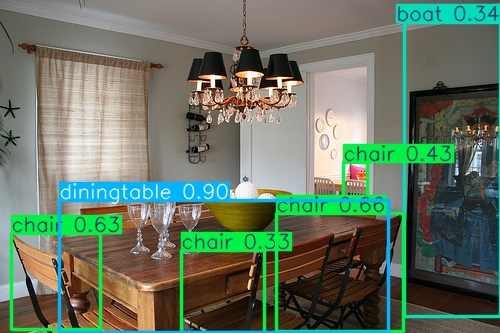 boat 0.34
chair 0.43
diningtable 0.90
chair 0.66
chair 0.63
chair 0.33